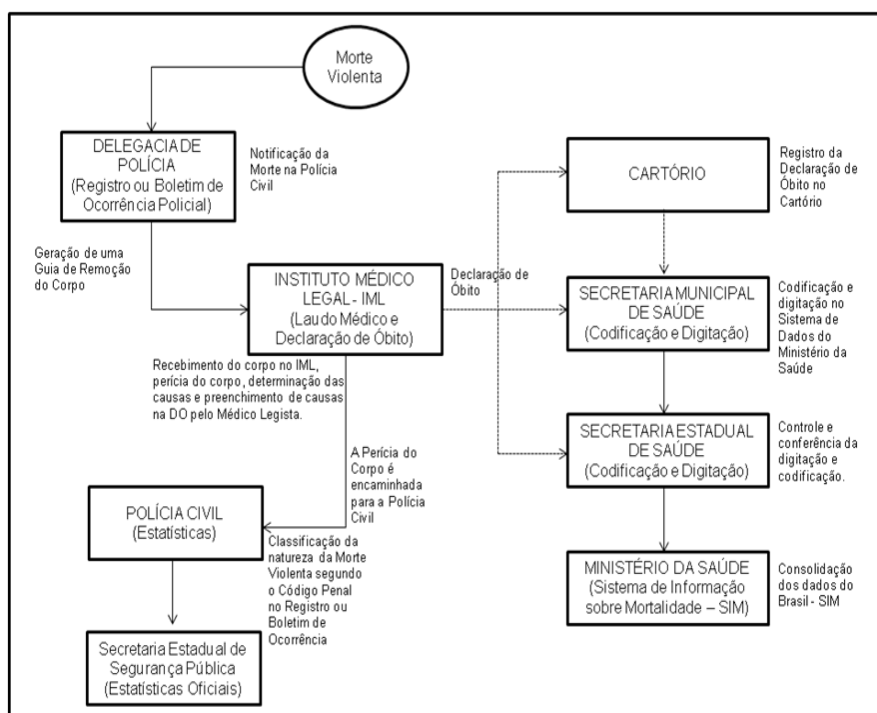 Morte
Violenta
DELEGACIA DE
POLÍCIA
(Registro ou Boletim de
Ocorrência Policial)
Notificação da
Morte na Polícia
Civil
Geração de uma
Guia de Remoção
do Corpo
INSTITUTO MÉDICO
LEGAL- IML
(Laudo Médico e
Declaração de Óbito)
Declaração de
Óbito
Recebimento do corpo no IML,
perícia do corpo, determinação das
causas e preenchimento de causas
na DO pelo Médico Legista.
A Perícia do
Corpo é
encaminhada
para a Polícia
Civil
POLÍCIA CIVIL
(Estatísticas)
Classificação da
natureza da Morte
Violenta segundo
o Código Penal
no Registro ou
Boletim de
Ocorrência
Secretaria Estadual de
Segurança Pública
(Estatísticas Oficiais)
CARTÓRIO
Registro da
Declaração de
Óbito no
Cartório
SECRETARIA MUNICIPAL
DE SAÚDE
(Codificação e Digitação)
Codificação e
digitação no
Sistema de
Dados do
Ministério da
Saúde
SECRETARIA ESTADUAL
DE SAÚDE
(Codificação e Digitação)
Controle e
conferência da
digitação e
codificação.
MINISTÉRIO DA SAÚDE
(Sistema de Informação
sobre Mortalidade – SIM)
Consolidação
dos dados do
Brasil - SIM